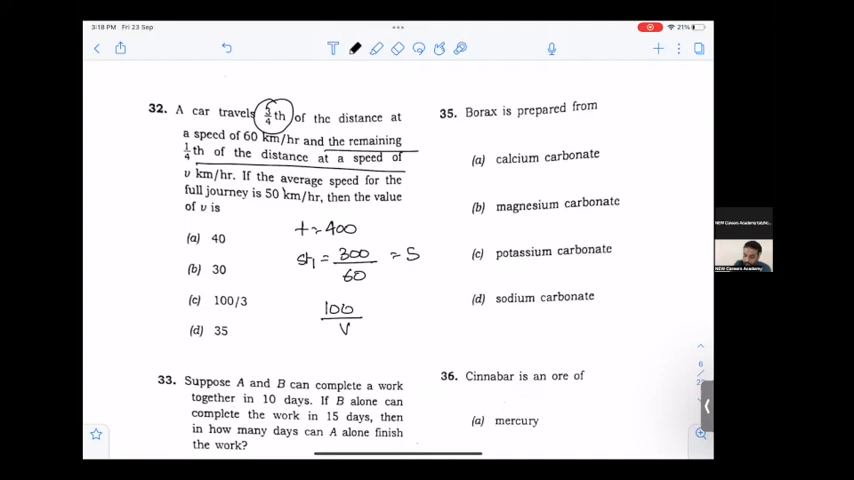 3:18 PM Fri 23 Sep
21%
32. A car travels 3/4 th of the distance at
a speed of 60 km/hr and the remaining
1/4 th of the distance at a speed of
v km/hr. If the average speed for the
full journey is 50 km/hr, then the value
of v is
(a) 40
(b) 30
(c) 100/3
(d) 35
400
= 300/60 = 5
100/V
33. Suppose A and B can complete a work
together in 10 days. If B alone can
complete the work in 15 days, then
in how many days can A alone finish
the work?
35. Borax is prepared from
(a) calcium carbonate
(b) magnesium carbonate
(c) potassium carbonate
(d) sodium carbonate
36. Cinnabar is an ore of
(a) mercury
6
NEW Careers Academy
NEW Careers Academy